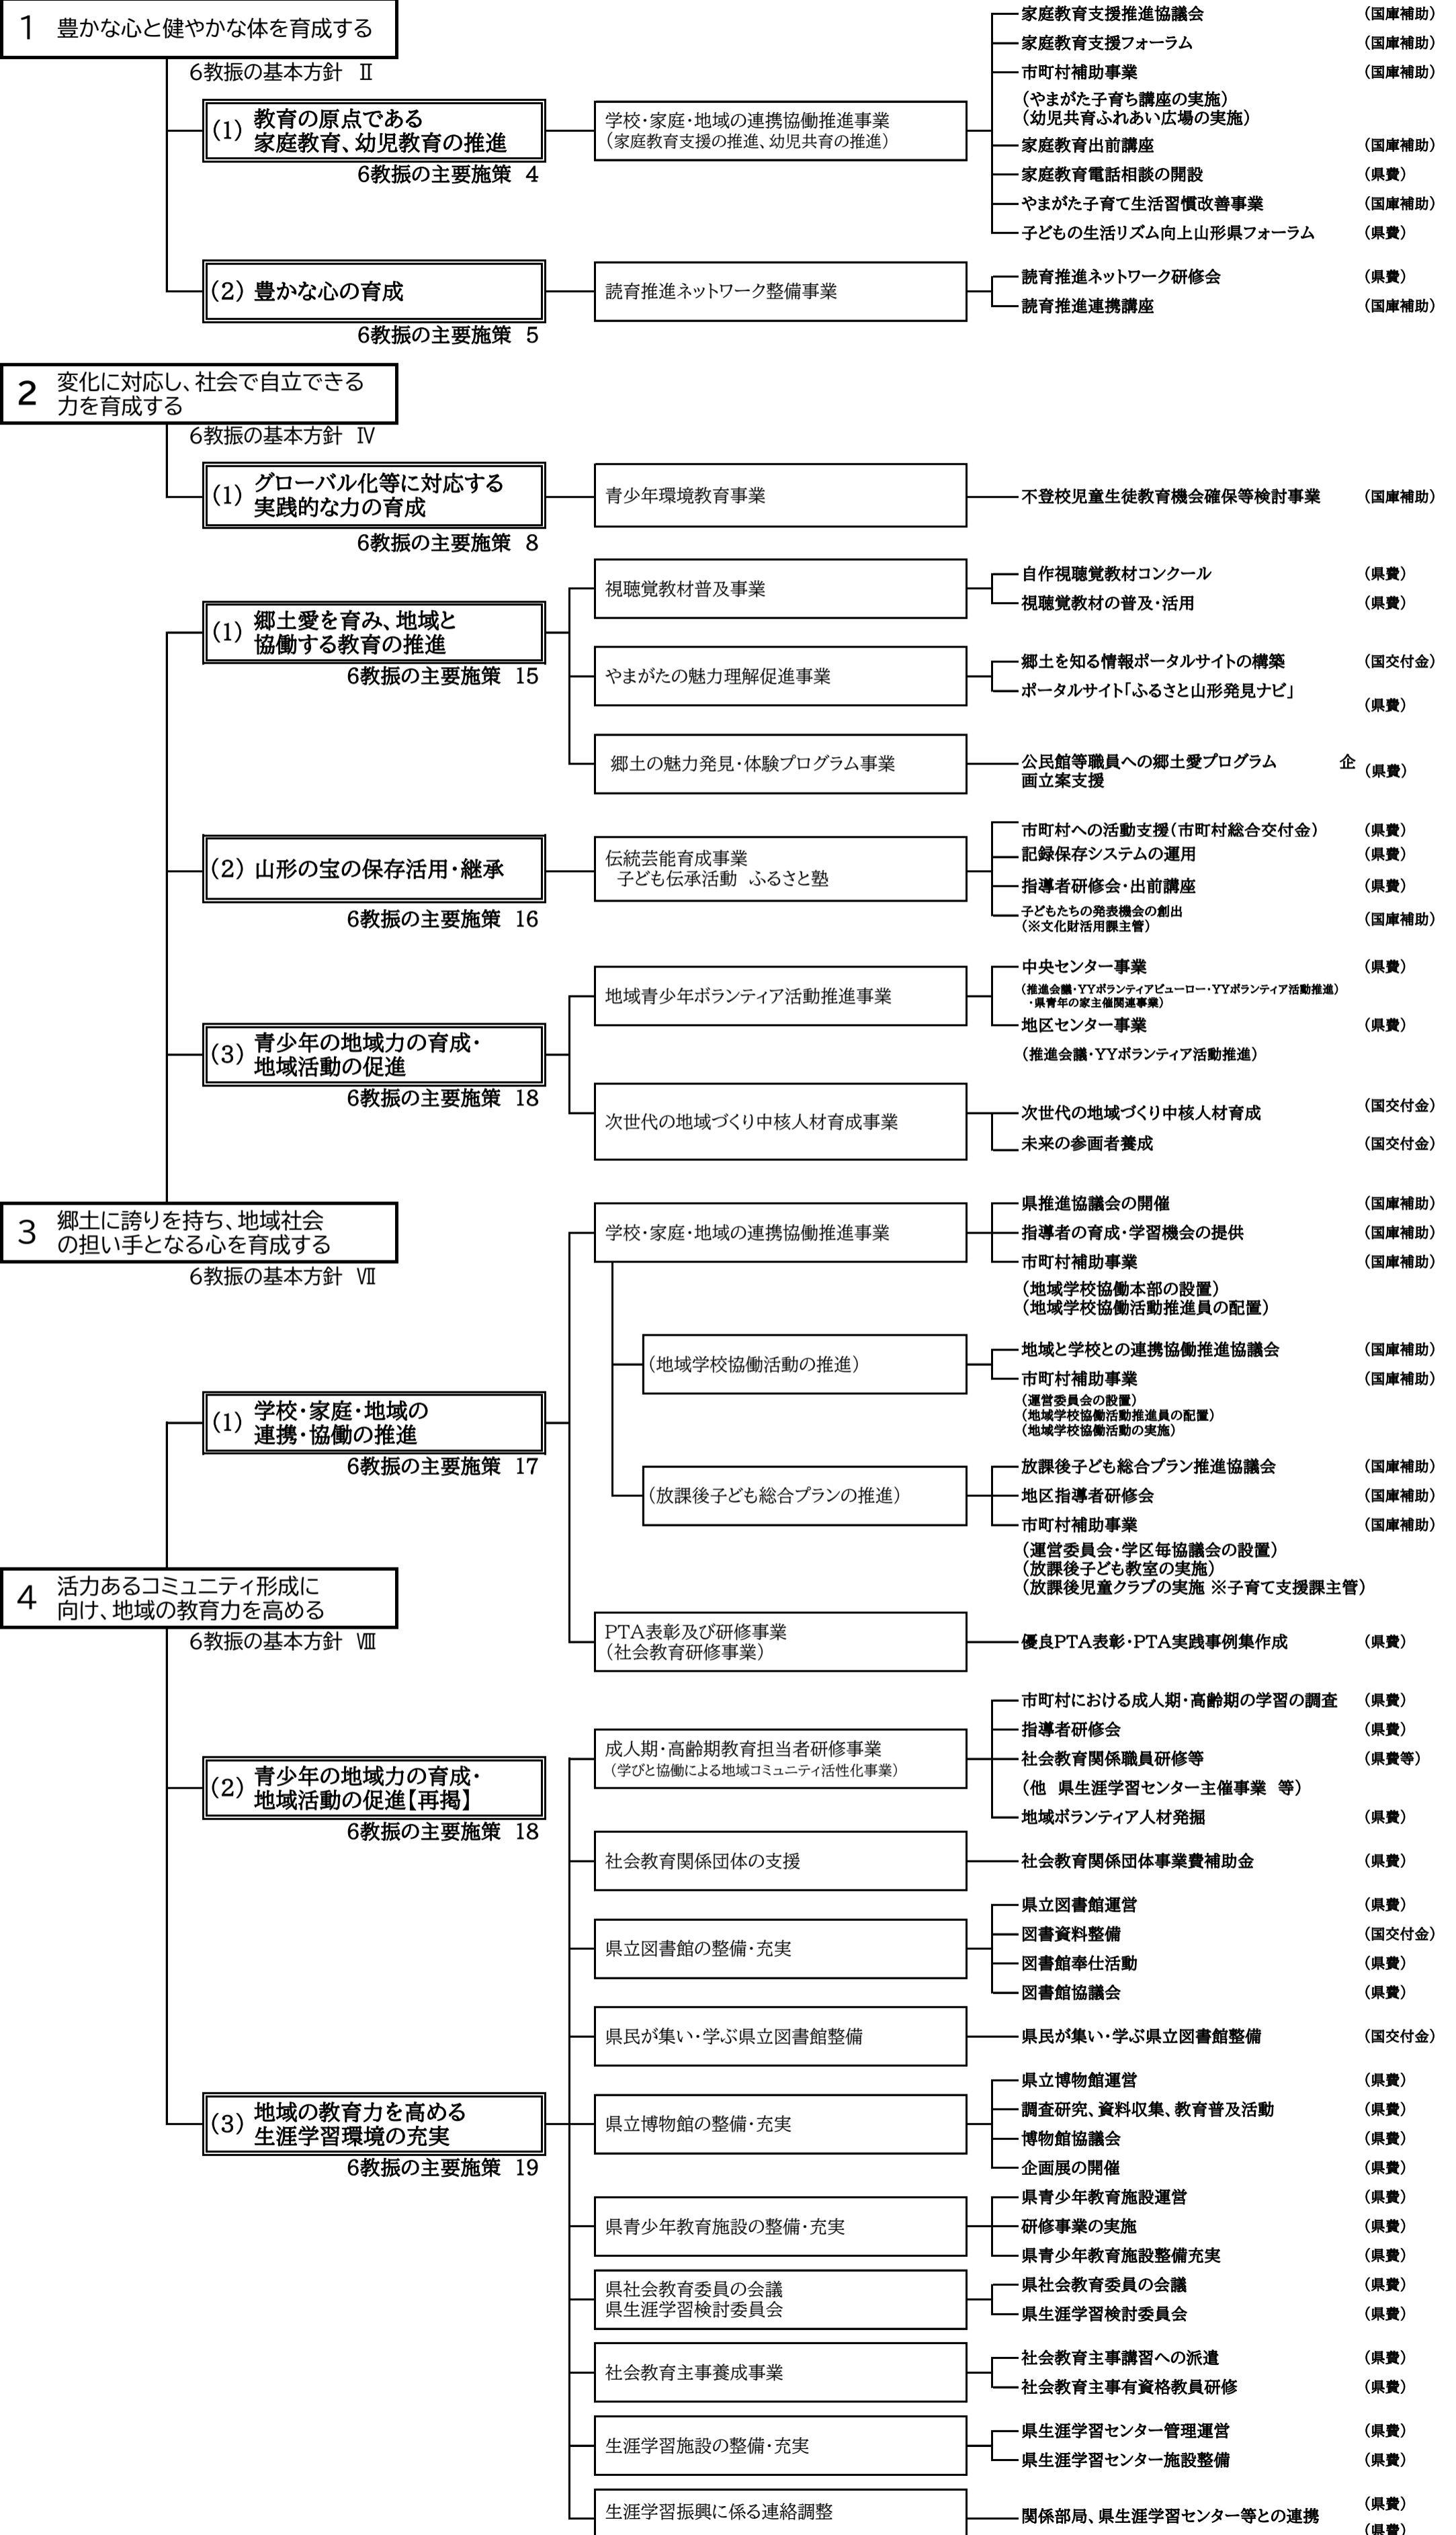 1 豊かな心と健やかな体を育成する
6教振の基本方針 Ⅱ
(1) 教育の原点である
家庭教育、幼児教育の推進
6教振の主要施策 4
学校・家庭・地域の連携協働推進事業
(家庭教育支援の推進、幼児共育の推進)
家庭教育支援推進協議会 (国庫補助)
家庭教育支援フォーラム (国庫補助)
市町村補助事業 (国庫補助)
(やまがた子育ち講座の実施)
(幼児共育ふれあい広場の実施)
家庭教育出前講座 (国庫補助)
家庭教育電話相談の開設 (県費)
やまがた子育て生活習慣改善事業 (国庫補助)
子どもの生活リズム向上山形県フォーラム (県費)
(2) 豊かな心の育成
6教振の主要施策 5
読育推進ネットワーク整備事業
読育推進ネットワーク研修会 (県費)
読育推進連携講座 (国庫補助)
2 変化に対応し、社会で自立できる
力を育成する
6教振の基本方針 Ⅳ
(1) グローバル化等に対応する
実践的な力の育成
6教振の主要施策 8
青少年環境教育事業
不登校児童生徒教育機会確保等検討事業 (国庫補助)
(1) 郷土愛を育み、地域と
協働する教育の推進
6教振の主要施策 15
視聴覚教材普及事業
自作視聴覚教材コンクール (県費)
視聴覚教材の普及・活用 (県費)
やまがたの魅力理解促進事業
郷土を知る情報ポータルサイトの構築 (国交付金)
ポータルサイト「ふるさと山形発見ナビ」
(県費)
郷土の魅力発見・体験プログラム事業
公民館等職員への郷土愛プログラム 企
画立案支援
(県費)
(2) 山形の宝の保存活用・継承
6教振の主要施策 16
伝統芸能育成事業
子ども伝承活動 ふるさと塾
市町村への活動支援(市町村総合交付金) (県費)
記録保存システムの運用 (県費)
指導者研修会・出前講座 (県費)
子どもたちの発表機会の創出
(※文化財活用課主管)
(国庫補助)
(3) 青少年の地域力の育成・
地域活動の促進
6教振の主要施策 18
地域青少年ボランティア活動推進事業
中央センター事業 (県費)
(推進会議・YYボランティアビューロー・YYボランティア活動推進)
・県青年の家主催関連事業)
地区センター事業 (県費)
(推進会議・YYボランティア活動推進)
次世代の地域づくり中核人材育成事業
次世代の地域づくり中核人材育成 (国交付金)
未来の参画者養成 (国交付金)
3 郷土に誇りを持ち、地域社会
の担い手となる心を育成する
6教振の基本方針 Ⅶ
学校・家庭・地域の連携協働推進事業
県推進協議会の開催 (国庫補助)
指導者の育成・学習機会の提供 (国庫補助)
市町村補助事業 (国庫補助)
(地域学校協働本部の設置)
(地域学校協働活動推進員の配置)
(地域学校協働活動の推進)
地域と学校との連携協働推進協議会 (国庫補助)
市町村補助事業 (国庫補助)
(運営委員会の設置)
(地域学校協働活動推進員の配置)
(地域学校協働活動の実施)
(1) 学校・家庭・地域の
連携・協働の推進
6教振の主要施策 17
(放課後子ども総合プランの推進)
放課後子ども総合プラン推進協議会 (国庫補助)
地区指導者研修会 (国庫補助)
市町村補助事業 (国庫補助)
(運営委員会・学区毎協議会の設置)
(放課後子ども教室の実施)
(放課後児童クラブの実施 ※子育て支援課主管)
4 活力あるコミュニティ形成に
向け、地域の教育力を高める
6教振の基本方針 Ⅷ
PTA表彰及び研修事業
(社会教育研修事業)
優良PTA表彰・PTA実践事例集作成 (県費)
(2) 青少年の地域力の育成・
地域活動の促進【再掲】
6教振の主要施策 18
成人期・高齢期教育担当者研修事業
(学びと協働による地域コミュニティ活性化事業)
市町村における成人期・高齢期の学習の調査 (県費)
指導者研修会 (県費)
社会教育関係職員研修等 (県費等)
(他 県生涯学習センター主催事業 等)
地域ボランティア人材発掘 (県費)
社会教育関係団体の支援
社会教育関係団体事業費補助金 (県費)
県立図書館の整備・充実
県立図書館運営 (県費)
図書資料整備 (国交付金)
図書館奉仕活動 (県費)
図書館協議会 (県費)
県民が集い・学ぶ県立図書館整備
県民が集い・学ぶ県立図書館整備 (国交付金)
(3) 地域の教育力を高める
生涯学習環境の充実
6教振の主要施策 19
県立博物館の整備・充実
県立博物館運営 (県費)
調査研究、資料収集、教育普及活動 (県費)
博物館協議会 (県費)
企画展の開催 (県費)
県青少年教育施設の整備・充実
県青少年教育施設運営 (県費)
研修事業の実施 (県費)
県青少年教育施設整備充実 (県費)
県社会教育委員の会議
県生涯学習検討委員会
県社会教育委員の会議 (県費)
県生涯学習検討委員会 (県費)
社会教育主事養成事業
社会教育主事講習への派遣 (県費)
社会教育主事有資格教員研修 (県費)
生涯学習施設の整備・充実
県生涯学習センター管理運営 (県費)
県生涯学習センター施設整備 (県費)
生涯学習振興に係る連絡調整
関係部局、県生涯学習センター等との連携
(県費)
(県費)